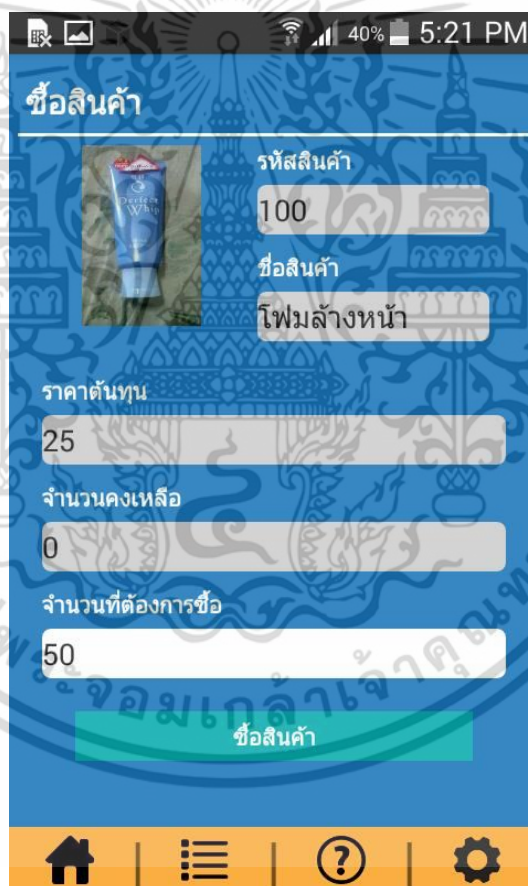 40% 5:21 PM
ซื้อสินค้า
รหัสสินค้า
100
ชื่อสินค้า
โฟมล้างหน้า
Perfect
Whip
ราคาต้นทุน
25
จำนวนคงเหลือ
0
จำนวนที่ต้องการซื้อ
50
ซื้อสินค้า